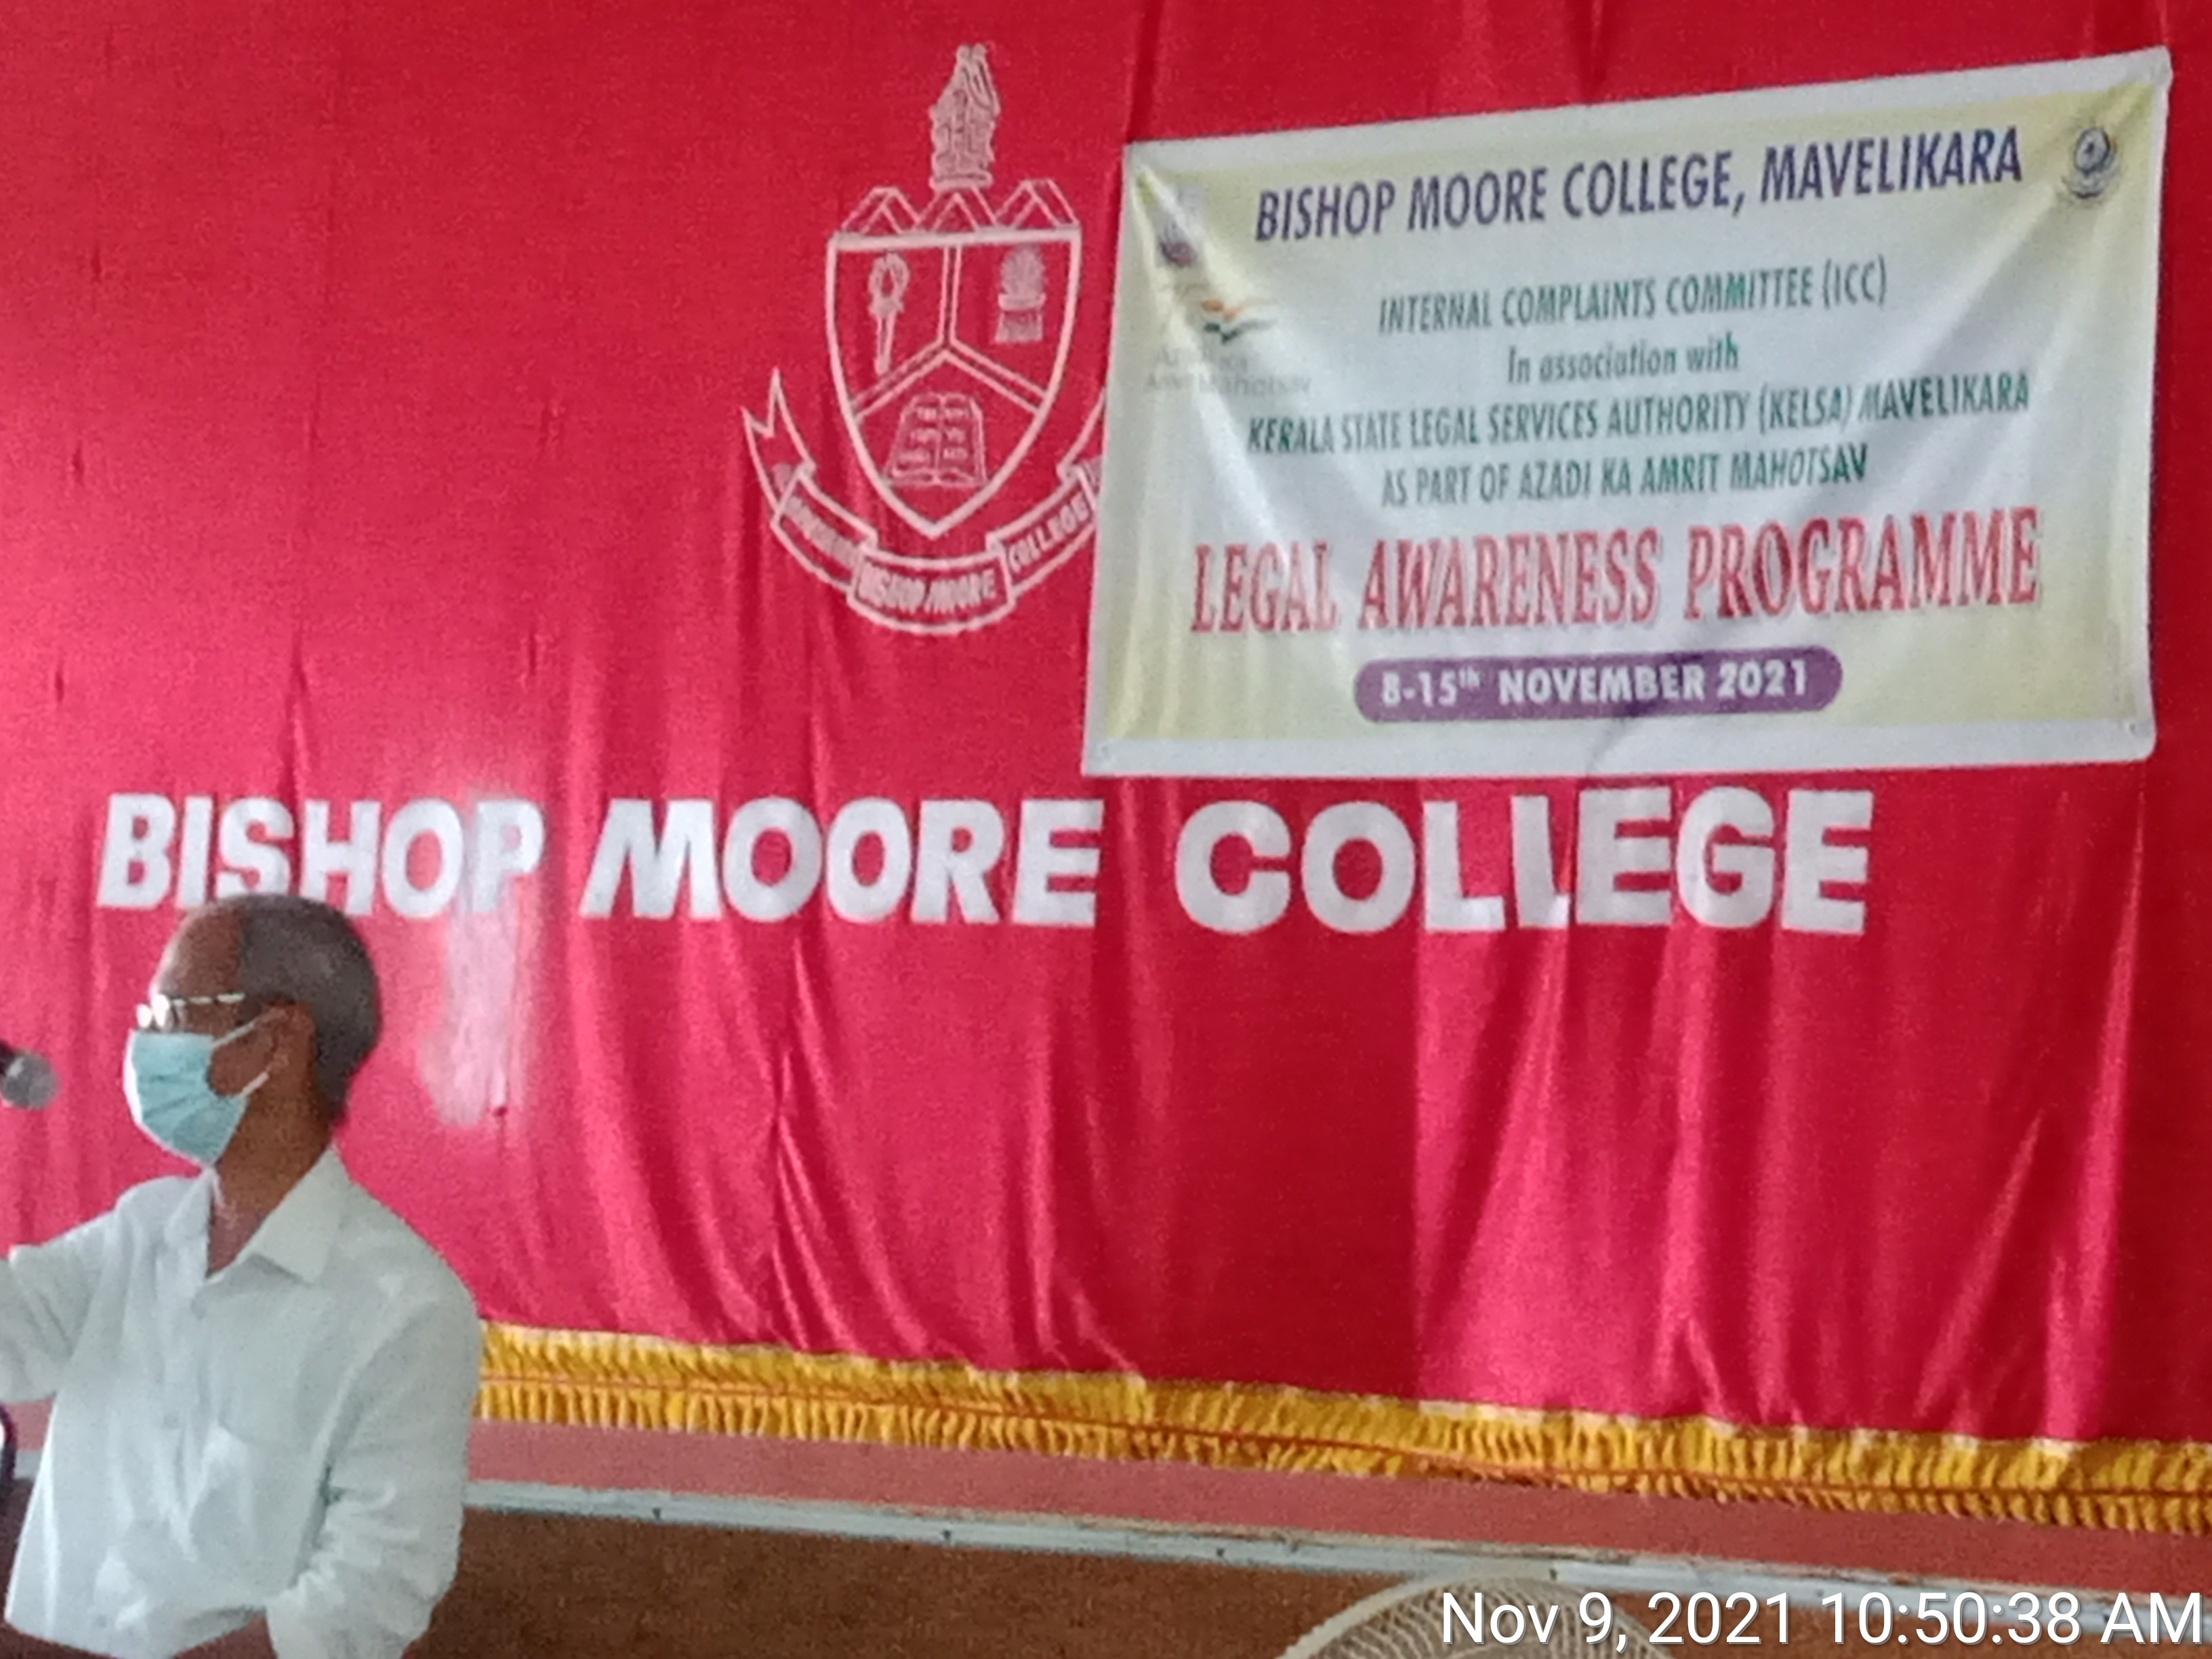 BISHOP MOORE COLLEGE, MAVELIKARA
INTERNAL COMPLAINTS COMMITTEE (ICC)
In association with
KERALA STATE LEGAL SERVICES AUTHORITY (KELSA) MAVELIKARA
AS PART OF AZADI KA AMRIT MAHOTSAV
LEGAL AWARENESS PROGRAMME
8-15th NOVEMBER 2021
BISHOP MOORE
COLLEGE
BISHOP MOORE COLLEGE
Nov 9, 2021 10:50:38 AM